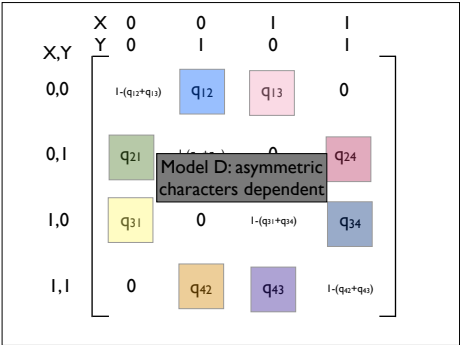 X 0 0 1 1
X,Y Y 0 1 0 1
0,0 1-(q12+q13) q12 q13 0
0,1 q21 q24
Model D: asymmetric
characters dependent
1,0 q31 0 1-(q31+q34) q34
1,1 0 q42 q43 1-(q42+q43)